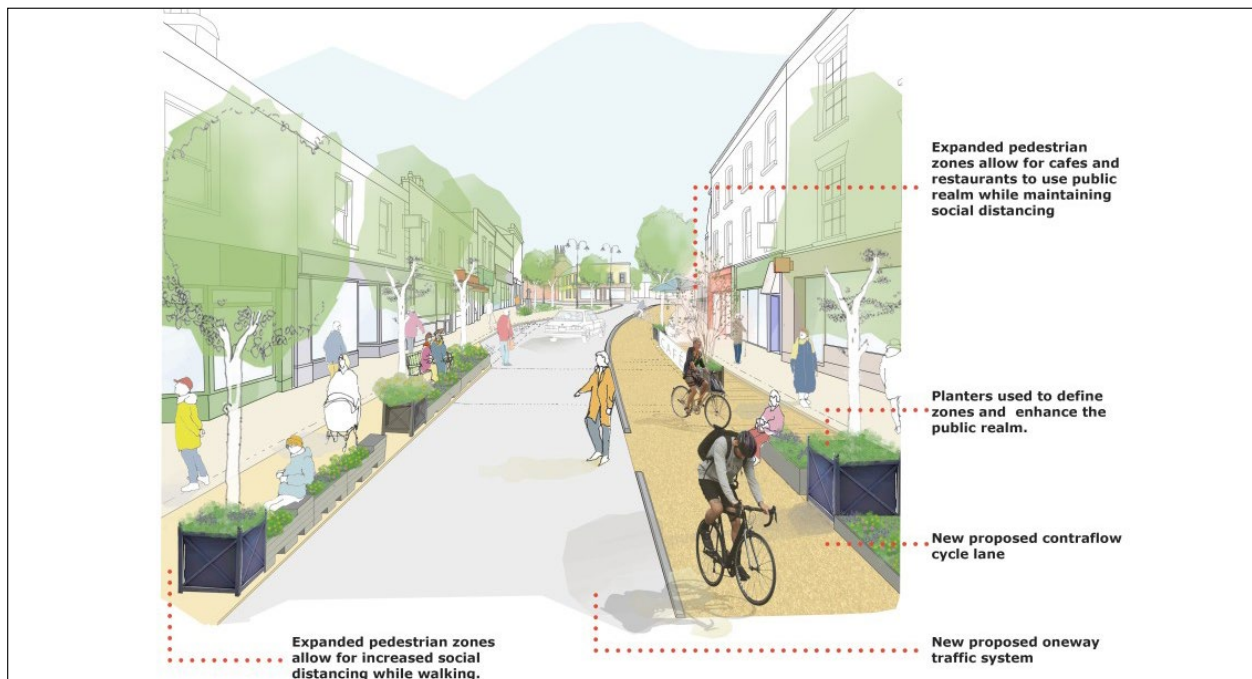 Expanded pedestrian
zones allow for cafes and
restaurants to use public
realm while maintaining
social distancing
Planters used to define
zones and enhance the
public realm.
New proposed contraflow
cycle lane
New proposed oneway
traffic system
Expanded pedestrian zones
allow for increased social
distancing while walking.